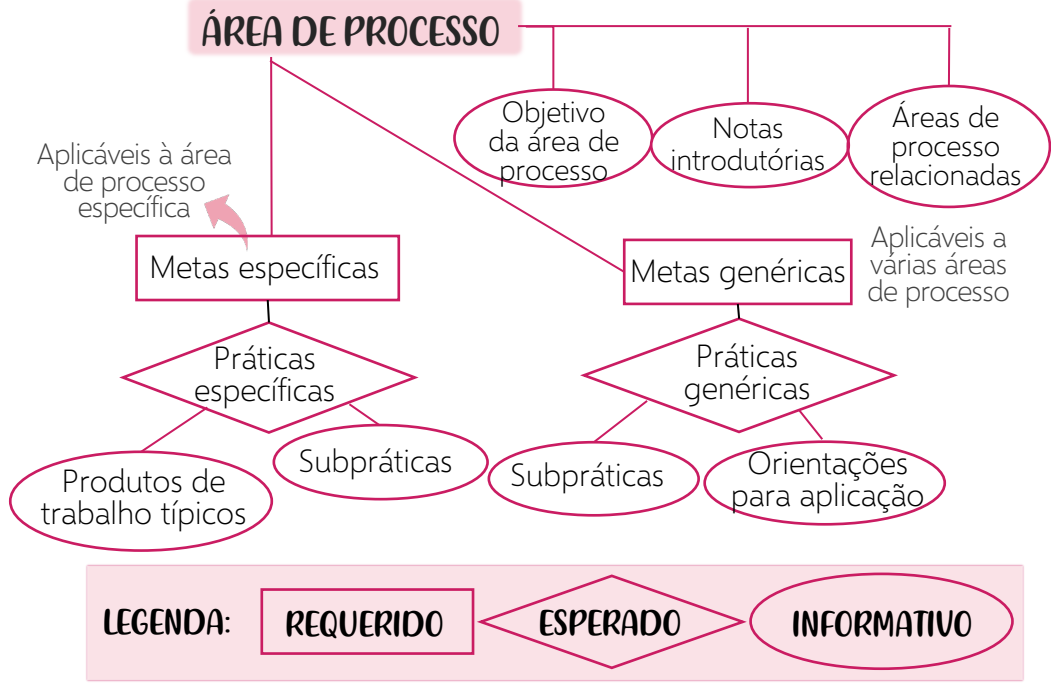 ÁREA DE PROCESSO
Objetivo
da área de
processo
Notas
introdutórias
Áreas de
processo
relacionadas
Aplicáveis à área
de processo
específica
Metas específicas
Metas genéricas
Aplicáveis a
várias áreas
de processo
Práticas
específicas
Práticas
genéricas
Produtos de
trabalho típicos
Subpráticas
Subpráticas
Orientações
para aplicação
LEGENDA:
REQUERIDO
ESPERADO
INFORMATIVO